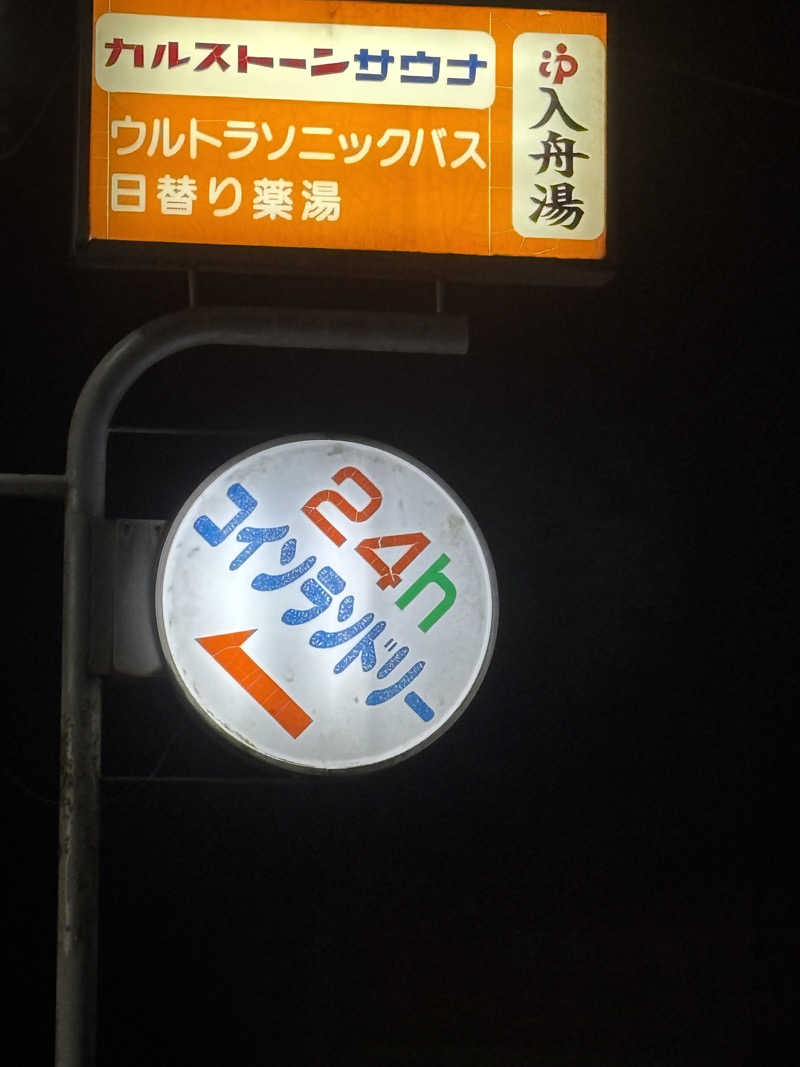 カルストーンサウナ
ウルトラソニックバス
日替り薬湯
ゆ
入舟湯
24h
コインランドリー